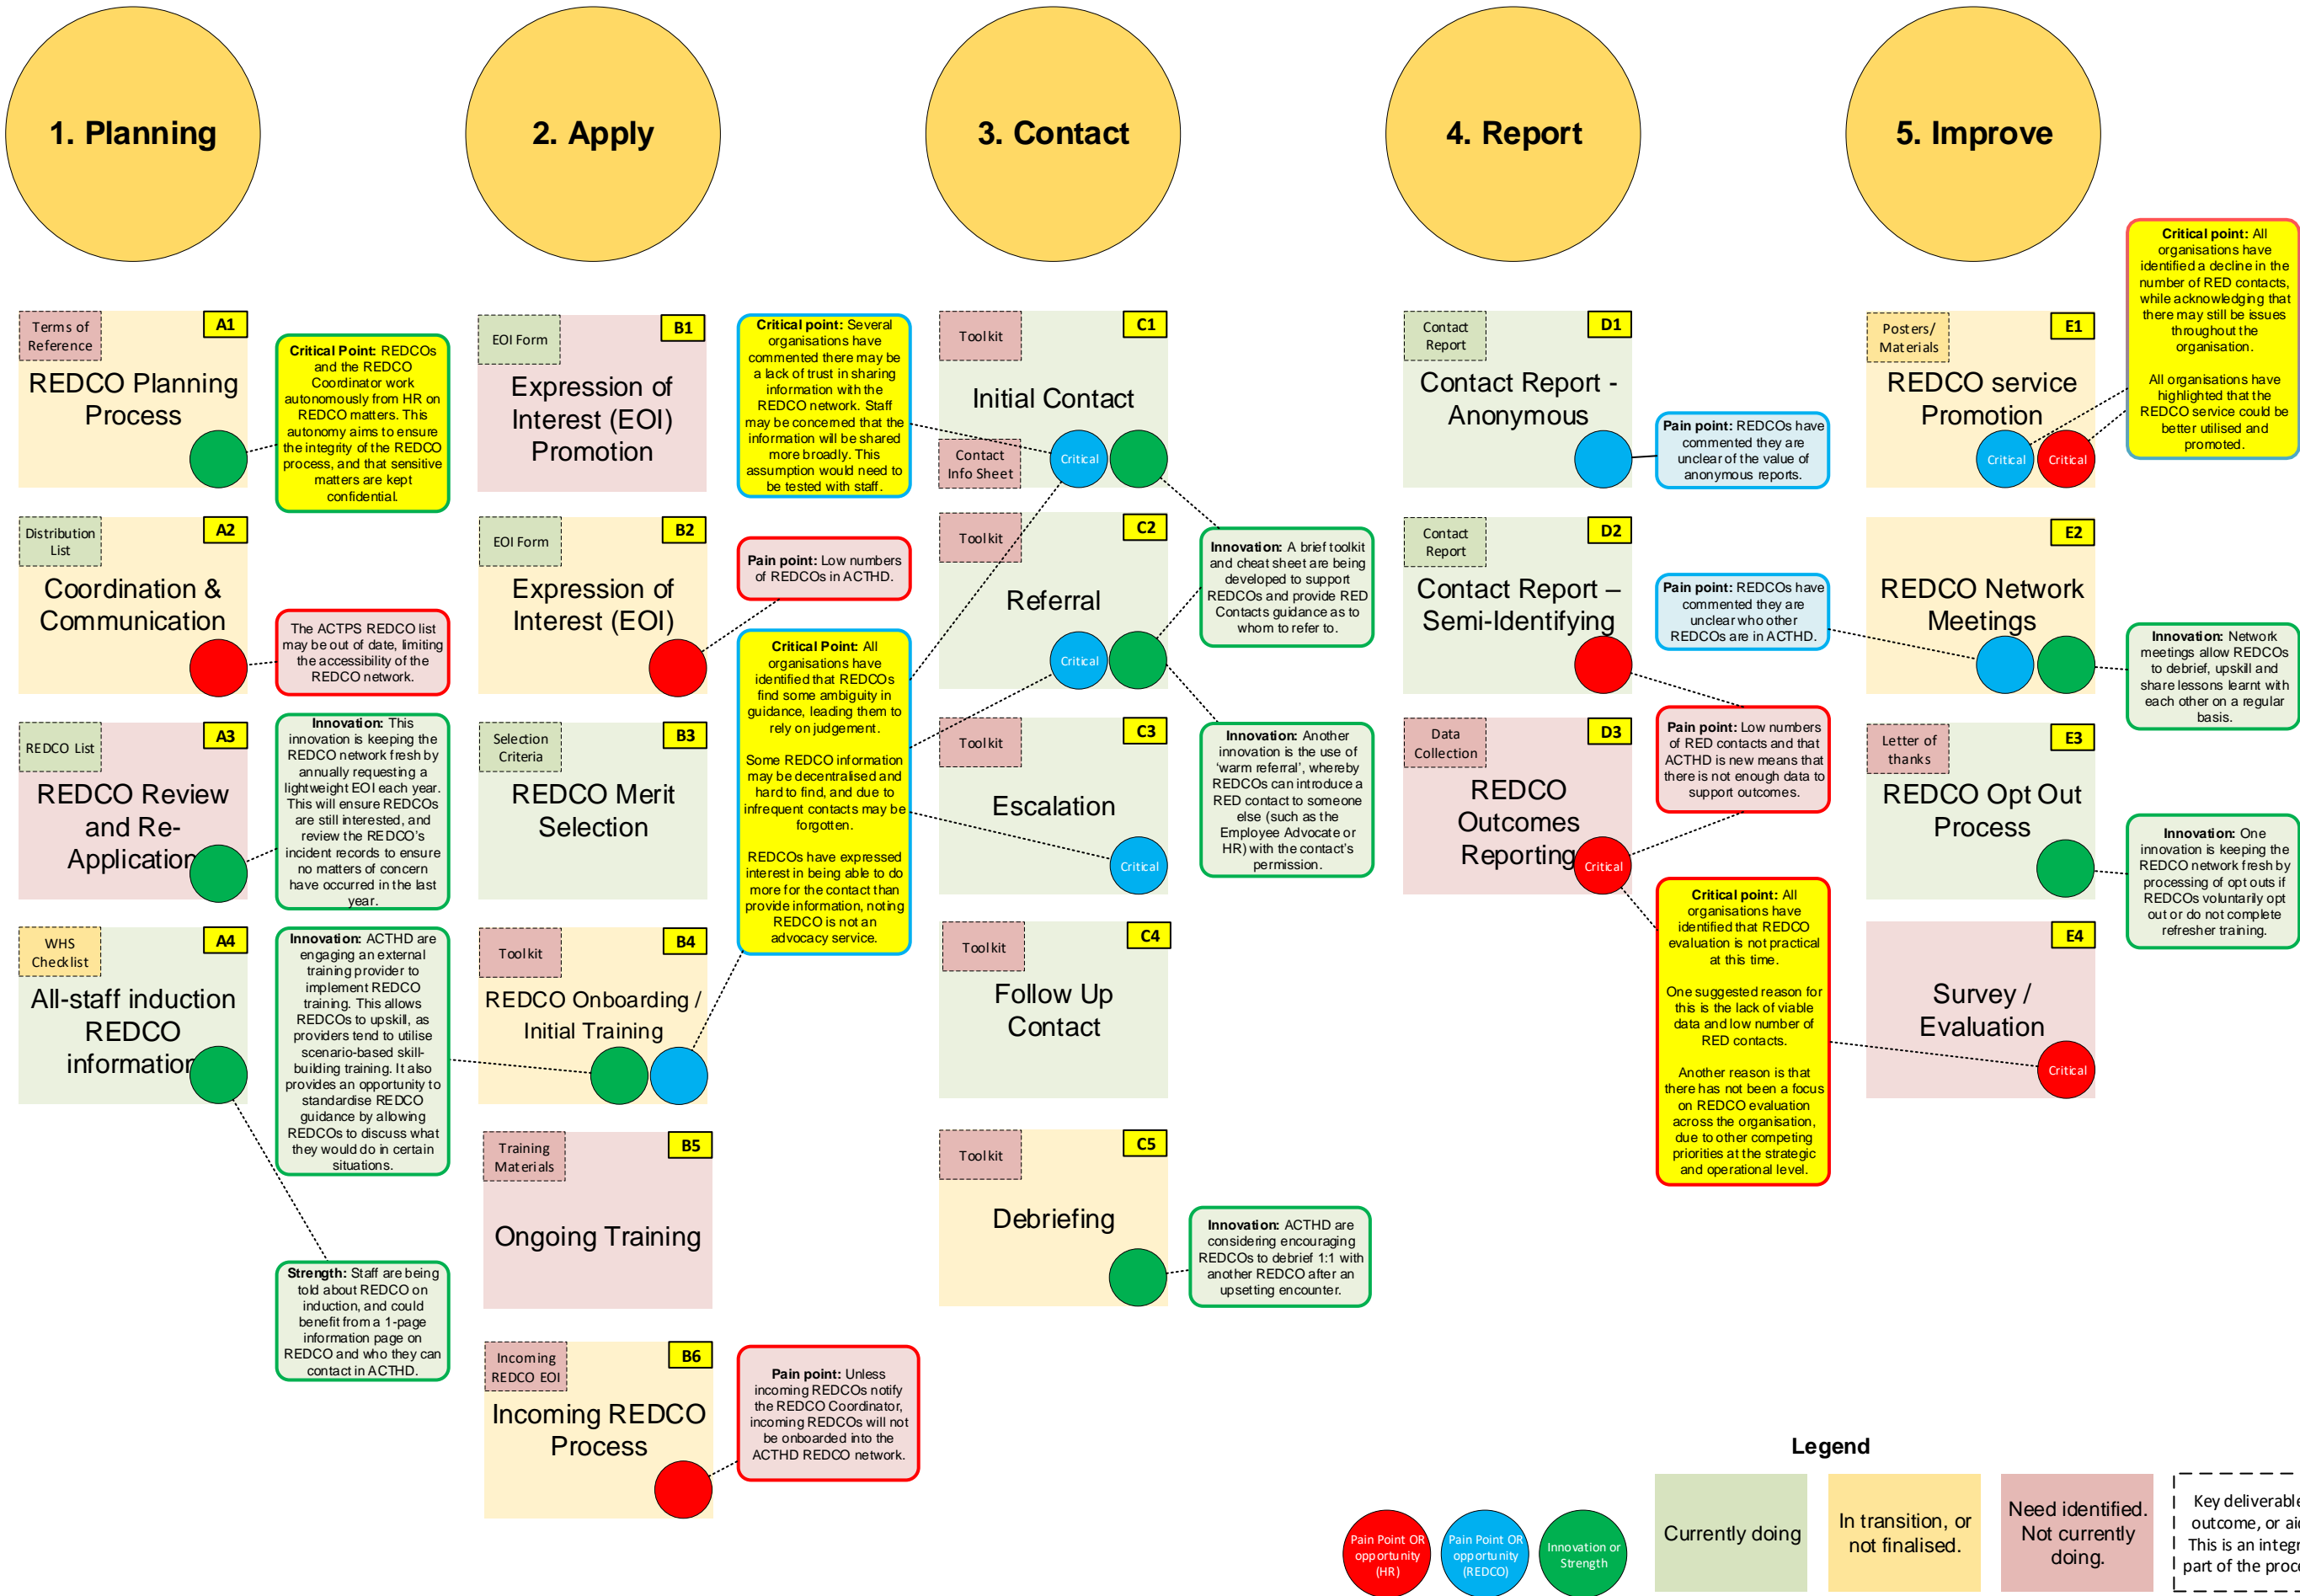 1. Planning
2. Apply
3. Contact
4. Report
5. Improve
Terms of
Reference
A1
REDCO Planning
Process
Critical Point: REDCOs
and the REDCO
Coordinator work
autonomously from HR on
REDCO matters. This
autonomy aims to ensure
the integrity of the REDCO
process, and that sensitive
matters are kept
confidential.
Distribution
List
A2
Coordination &
Communication
The ACTPS REDCO list
may be out of date, limiting
the accessibility of the
REDCO network.
REDCO List
A3
REDCO Review
and Re-
Application
Innovation: This
innovation is keeping the
REDCO network fresh by
annually requesting a
lightweight EOI each year.
This will ensure REDCOs
are still interested, and
review the REDCO's
incident records to ensure
no matters of concern
have occurred in the last
year.
WHS
Checklist
A4
All-staff induction
REDCO
information
Innovation: ACTHD are
engaging an external
training provider to
implement REDCO
training. This allows
REDCOs to upskill, as
providers tend to utilise
scenario-based skill-
building training. It also
provides an opportunity to
standardise REDCO
guidance by allowing
REDCOs to discuss what
they would do in certain
situations.
Strength: Staff are being
told about REDCO on
induction, and could
benefit from a 1-page
information page on
REDCO and who they can
contact in ACTHD.
EOI Form
B1
Expression of
Interest (EOI)
Promotion
EOI Form
B2
Expression of
Interest (EOI)
Selection
Criteria
B3
REDCO Merit
Selection
Toolkit
B4
REDCO Onboarding /
Initial Training
Training
Materials
B5
Ongoing Training
Incoming
REDCO EOI
B6
Incoming REDCO
Process
Critical point: Several
organisations have
commented there may be
a lack of trust in sharing
information with the
REDCO network. Staff
may be concerned that the
information will be shared
more broadly. This
assumption would need to
be tested with staff.
Pain point: Low numbers
of REDCOs in ACTHD.
Critical Point: All
organisations have
identified that REDCOs
find some ambiguity in
guidance, leading them to
rely on judgement.
Some REDCO information
may be decentralised and
hard to find, and due to
infrequent contacts may be
forgotten.
REDCOs have expressed
interest in being able to do
more for the contact than
provide information, noting
REDCO is not an
advocacy service.
Pain point: Unless
incoming REDCOs notify
the REDCO Coordinator,
incoming REDCOs will not
be onboarded into the
ACTHD REDCO network.
Toolkit
C1
Initial Contact
Contact
Info Sheet
Critical
Toolkit
C2
Referral
Critical
Toolkit
C3
Escalation
Critical
Toolkit
C4
Follow Up
Contact
Toolkit
C5
Debriefing
Innovation: A brief toolkit
and cheat sheet are being
developed to support
REDCOs and provide RED
Contacts guidance as to
whom to refer to.
Innovation: Another
innovation is the use of
'warm referral', whereby
REDCOs can introduce a
RED contact to someone
else (such as the
Employee Advocate or
HR) with the contact's
permission.
Innovation: ACTHD are
considering encouraging
REDCOs to debrief 1:1 with
another REDCO after an
upsetting encounter.
Contact
Report
D1
Contact Report -
Anonymous
Contact
Report
D2
Contact Report –
Semi-Identifying
Data
Collection
D3
REDCO
Outcomes
Reporting
Critical
Pain point: REDCOs have
commented they are
unclear of the value of
anonymous reports.
Pain point: REDCOs have
commented they are
unclear who other
REDCOs are in ACTHD.
Pain point: Low numbers
of RED contacts and that
ACTHD is new means that
there is not enough data to
support outcomes.
Critical point: All
organisations have
identified that REDCO
evaluation is not practical
at this time.
One suggested reason for
this is the lack of viable
data and low number of
RED contacts.
Another reason is that
there has not been a focus
on REDCO evaluation
across the organisation,
due to other competing
priorities at the strategic
and operational level.
Posters/
Materials
E1
REDCO service
Promotion
Critical
Critical
E2
REDCO Network
Meetings
Letter of
thanks
E3
REDCO Opt Out
Process
E4
Survey /
Evaluation
Critical
Critical point: All
organisations have
identified a decline in the
number of RED contacts,
while acknowledging that
there may still be issues
throughout the
organisation.
All organisations have
highlighted that the
REDCO service could be
better utilised and
promoted.
Innovation: Network
meetings allow REDCOs
to debrief, upskill and
share lessons learnt with
each other on a regular
basis.
Innovation: One
innovation is keeping the
REDCO network fresh by
processing of opt outs if
REDCOs voluntarily opt
out or do not complete
refresher training.
Legend
Pain Point OR
opportunity
(HR)
Pain Point OR
opportunity
(REDCO)
Innovation or
Strength
Currently doing
In transition, or
not finalised.
Need identified.
Not currently
doing.
Key deliverable
outcome, or
This is an
part of the